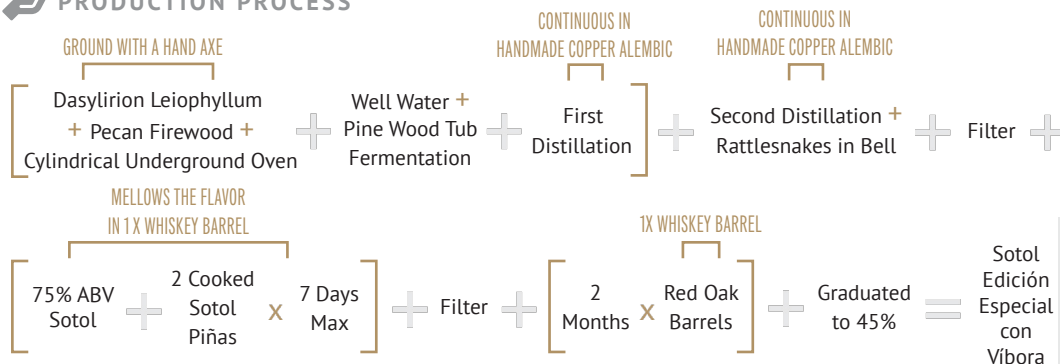 PRODUCTION PROCESS
GROUND WITH A HAND AXE
CONTINUOUS IN
HANDMADE COPPER ALEMBIC
CONTINUOUS IN
HANDMADE COPPER ALEMBIC
Dasylirion Leiophyllum
+ Pecan Firewood +
Cylindrical Underground Oven
+
Well Water +
Pine Wood Tub
Fermentation
+
First
Distillation
+
Second Distillation +
Rattlesnakes in Bell
+
Filter
+
MELLOWS THE FLAVOR
IN 1 X WHISKEY BARREL
75% ABV
Sotol
+
2 Cooked
Sotol
Piñas
x
7 Days
Max
+
Filter
+
1X WHISKEY BARREL
2
Months
x
Red Oak
Barrels
+
Graduated
to 45%
=
Sotol
Edición
Especial
con
Víbora